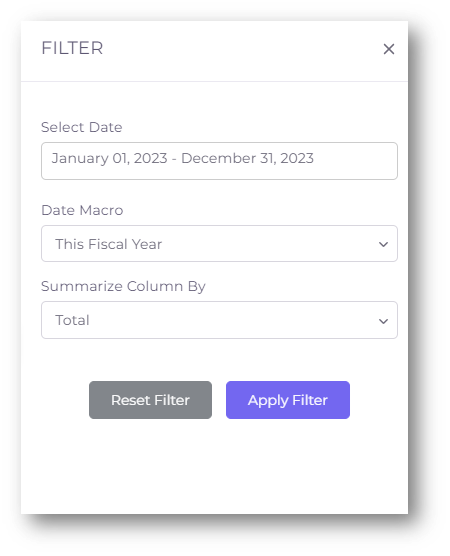 FILTER
Select Date
January 01, 2023 - December 31, 2023
Date Macro
This Fiscal Year
Summarize Column By
Total
Reset Filter
Apply Filter